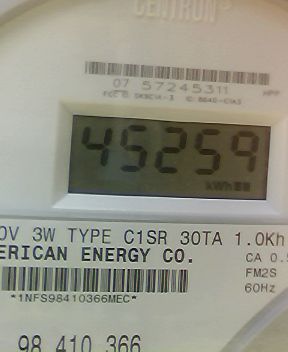 CENTRON®
07 57245311
45259
kWh
0V 3W TYPE C1SR 30TA 1.0Kh
ERICAN ENERGY CO.
CA 0.5
FM2S
*1NFS98410366MEC*
60Hz
98 410 366